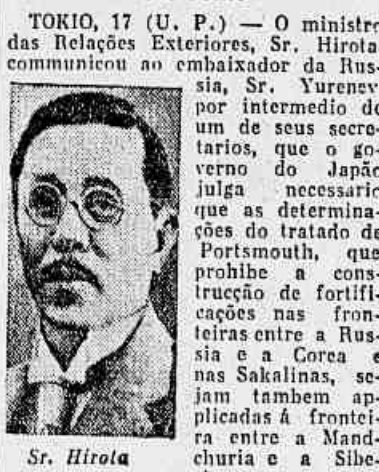 TOKIO, 17 (U. P.) — O ministro
das Relações Exteriores, Sr. Hirota
communicou ao embaixador da Rus-
sia, Sr. Yurenev
por intermedio de
um de seus secre-
tarios, que o go-
verno do Japão
julga necessario
que as determina-
ções do tratado de
Portsmouth, que
prohibe a cons-
trucção de fortifi-
cações nas fron-
teiras entre a Rus-
sia e a Corea e
nas Sakalinas, se-
jam tambem ap-
plicadas á frontei-
ra entre a Mand-
churia e a Sibe-
Sr. Hirota